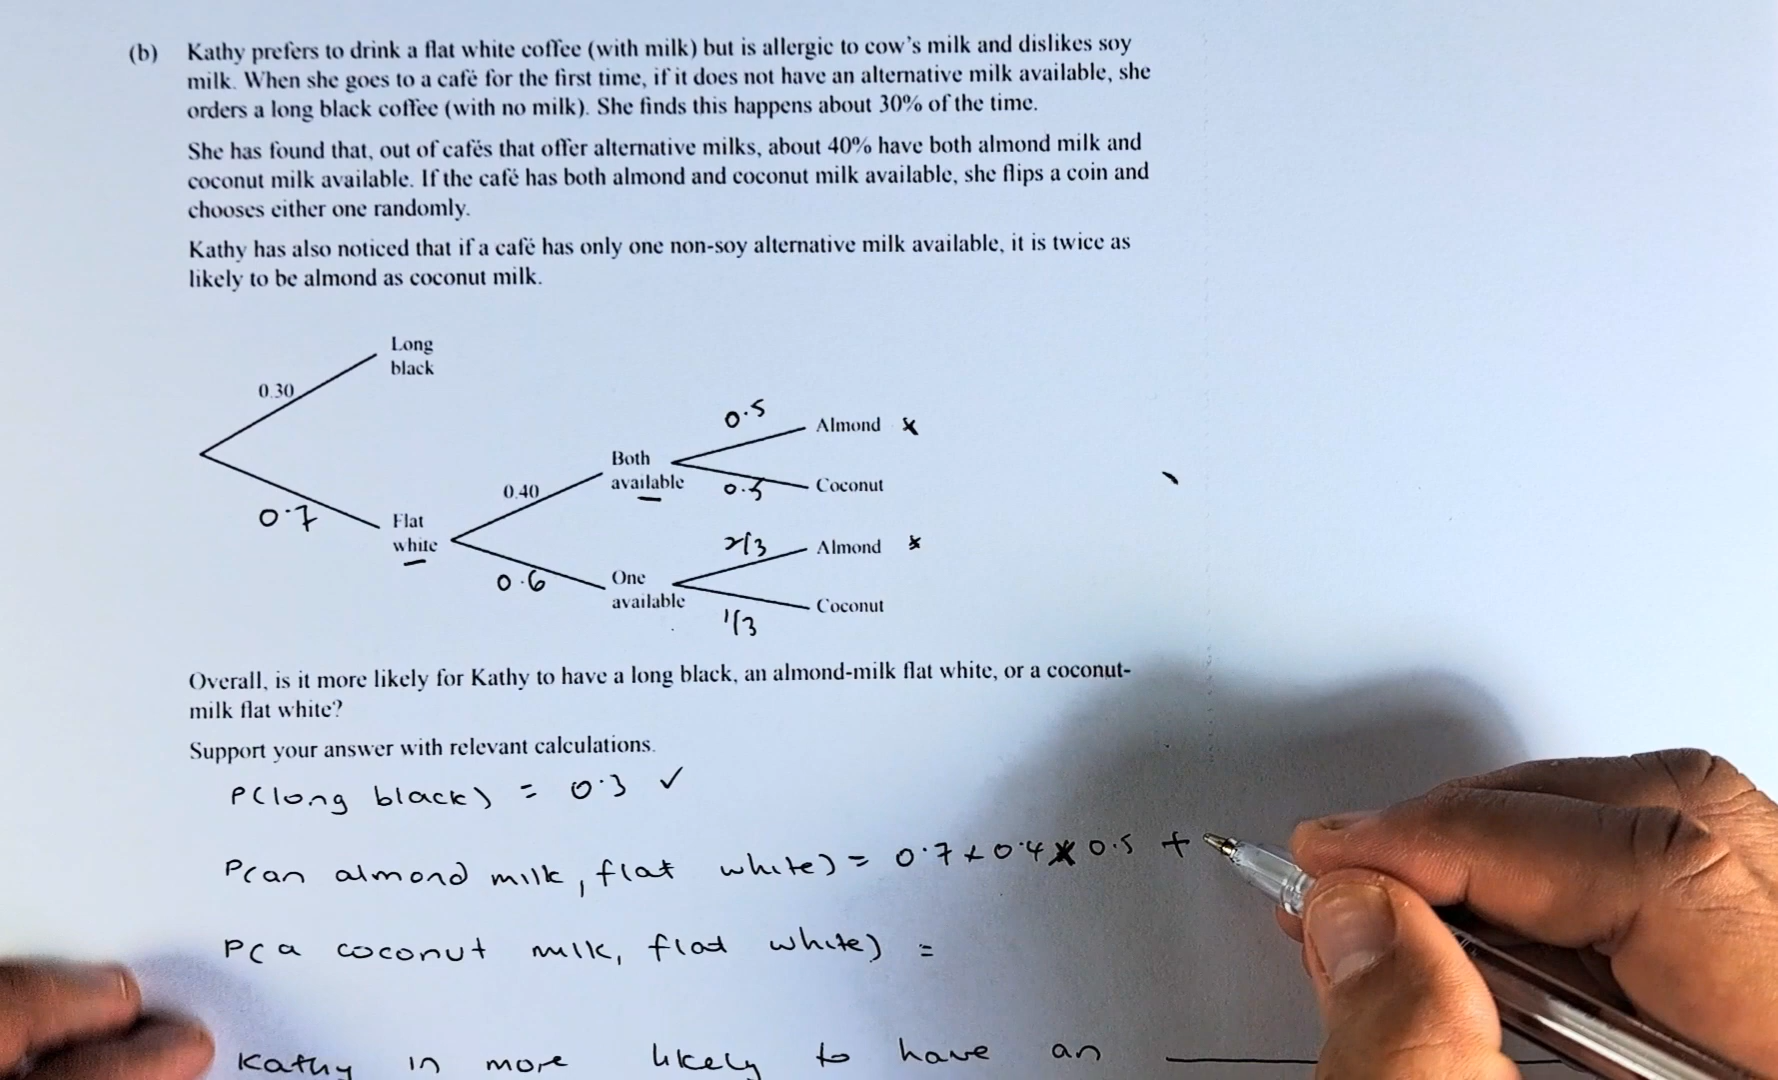 (b) Kathy prefers to drink a flat white coffee (with milk) but is allergic to cow's milk and dislikes soy
milk. When she goes to a café for the first time, if it does not have an alternative milk available, she
orders a long black coffee (with no milk). She finds this happens about 30% of the time.
She has found that, out of cafés that offer alternative milks, about 40% have both almond milk and
coconut milk available. If the café has both almond and coconut milk available, she flips a coin and
chooses either one randomly.
Kathy has also noticed that if a café has only one non-soy alternative milk available, it is twice as
likely to be almond as coconut milk.
Long
black
0.30
0.5
Almond
Both
available
0.40
0.5
Coconut
0.7
Flat
white
2/3
Almond
0.6
One
available
Coconut
1/3
Overall, is it more likely for Kathy to have a long black, an almond-milk flat white, or a coconut-
milk flat white?
Support your answer with relevant calculations.
P(long black) = 0.3 ✓
P(an almond milk, flat white) = 0.7 x 0.4 x 0.5 +
P(a coconut milk, flat white) =
Kathy in more likely to have an